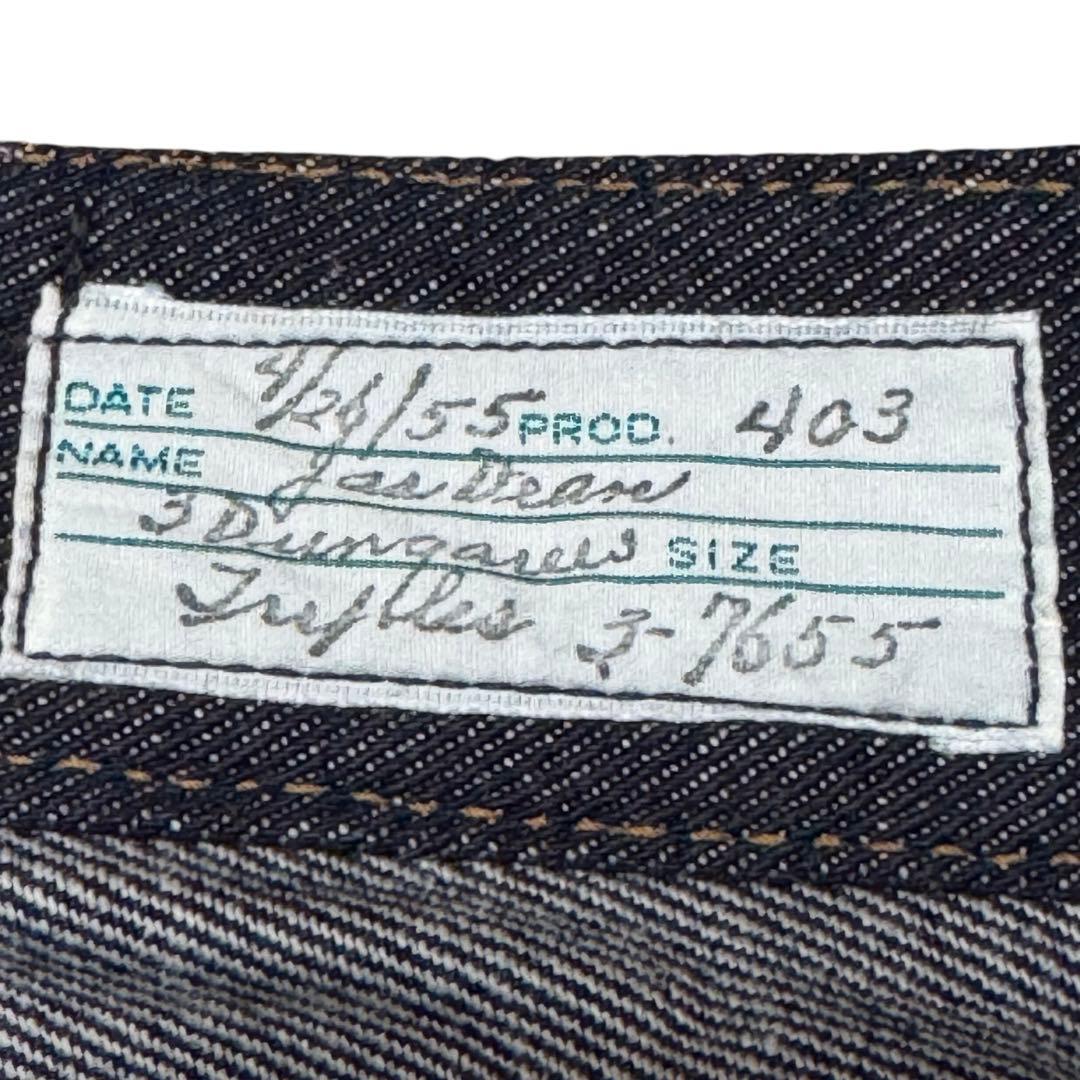 DATE 4/26/55 PROD. 403
NAME Jas Dean
3 Dungarees SIZE
Triples 3-7655